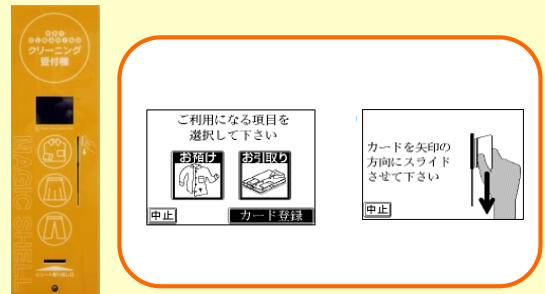 クリーニング
受付機
MAGIC SHELL
ご利用になる項目を
選択して下さい
お預け
お引取り
中止
カード登録
カードを矢印の
方向にスライド
させて下さい
中止